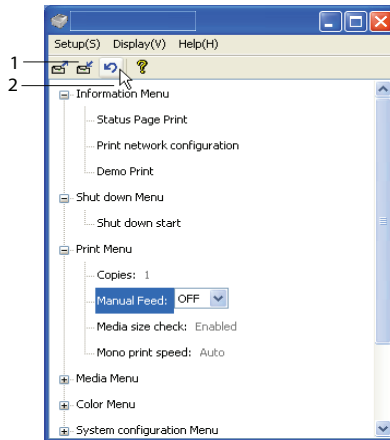 Setup(S) Display(V) Help(H)
1
2
Information Menu
Status Page Print
Print network configuration
Demo Print
Shut down Menu
Shut down start
Print Menu
Copies: 1
Manual Feed: OFF
Media size check: Enabled
Mono print speed: Auto
Media Menu
Color Menu
System configuration Menu